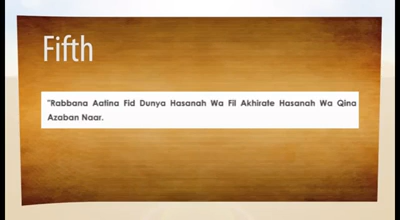 Fifth
"Rabbana Aatina Fid Dunya Hasanah Wa Fil Akhirate Hasanah Wa Qina
Azaban Naar.